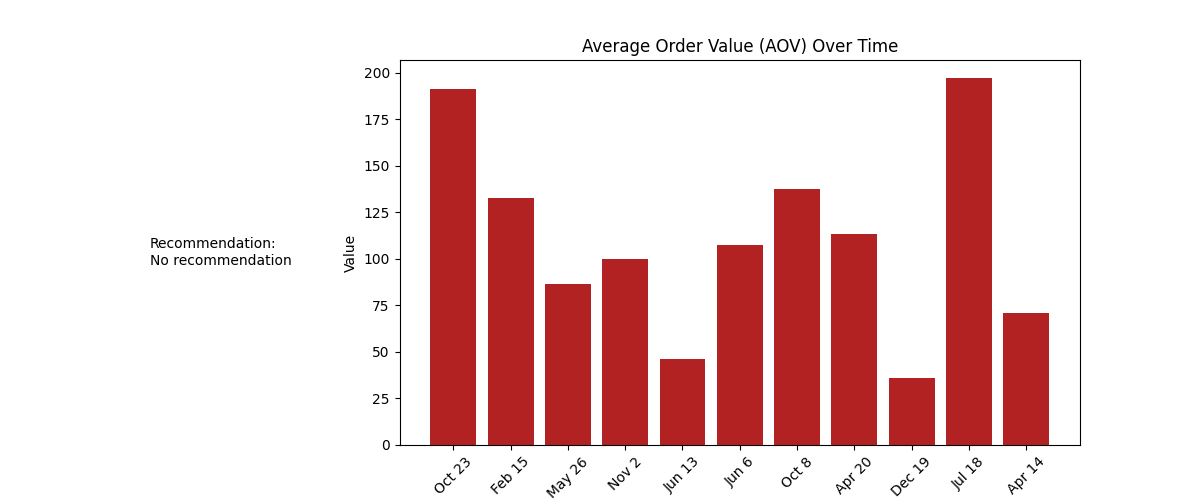 Average Order Value (AOV) Over Time
Recommendation:
No recommendation
Value
200
175
150
125
100
75
50
25
0
Oct 23
Feb 15
May 26
Nov 2
Jun 13
Jun 6
Oct 8
Apr 20
Dec 19
Jul 18
Apr 14